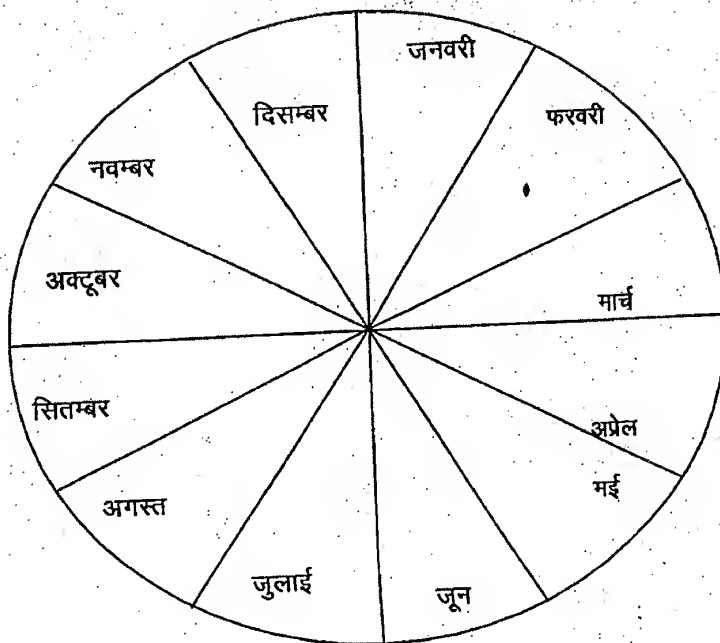 जनवरी
फरवरी
मार्च
अप्रेल
मई
जून
जुलाई
अगस्त
सितम्बर
अक्टूबर
नवम्बर
दिसम्बर